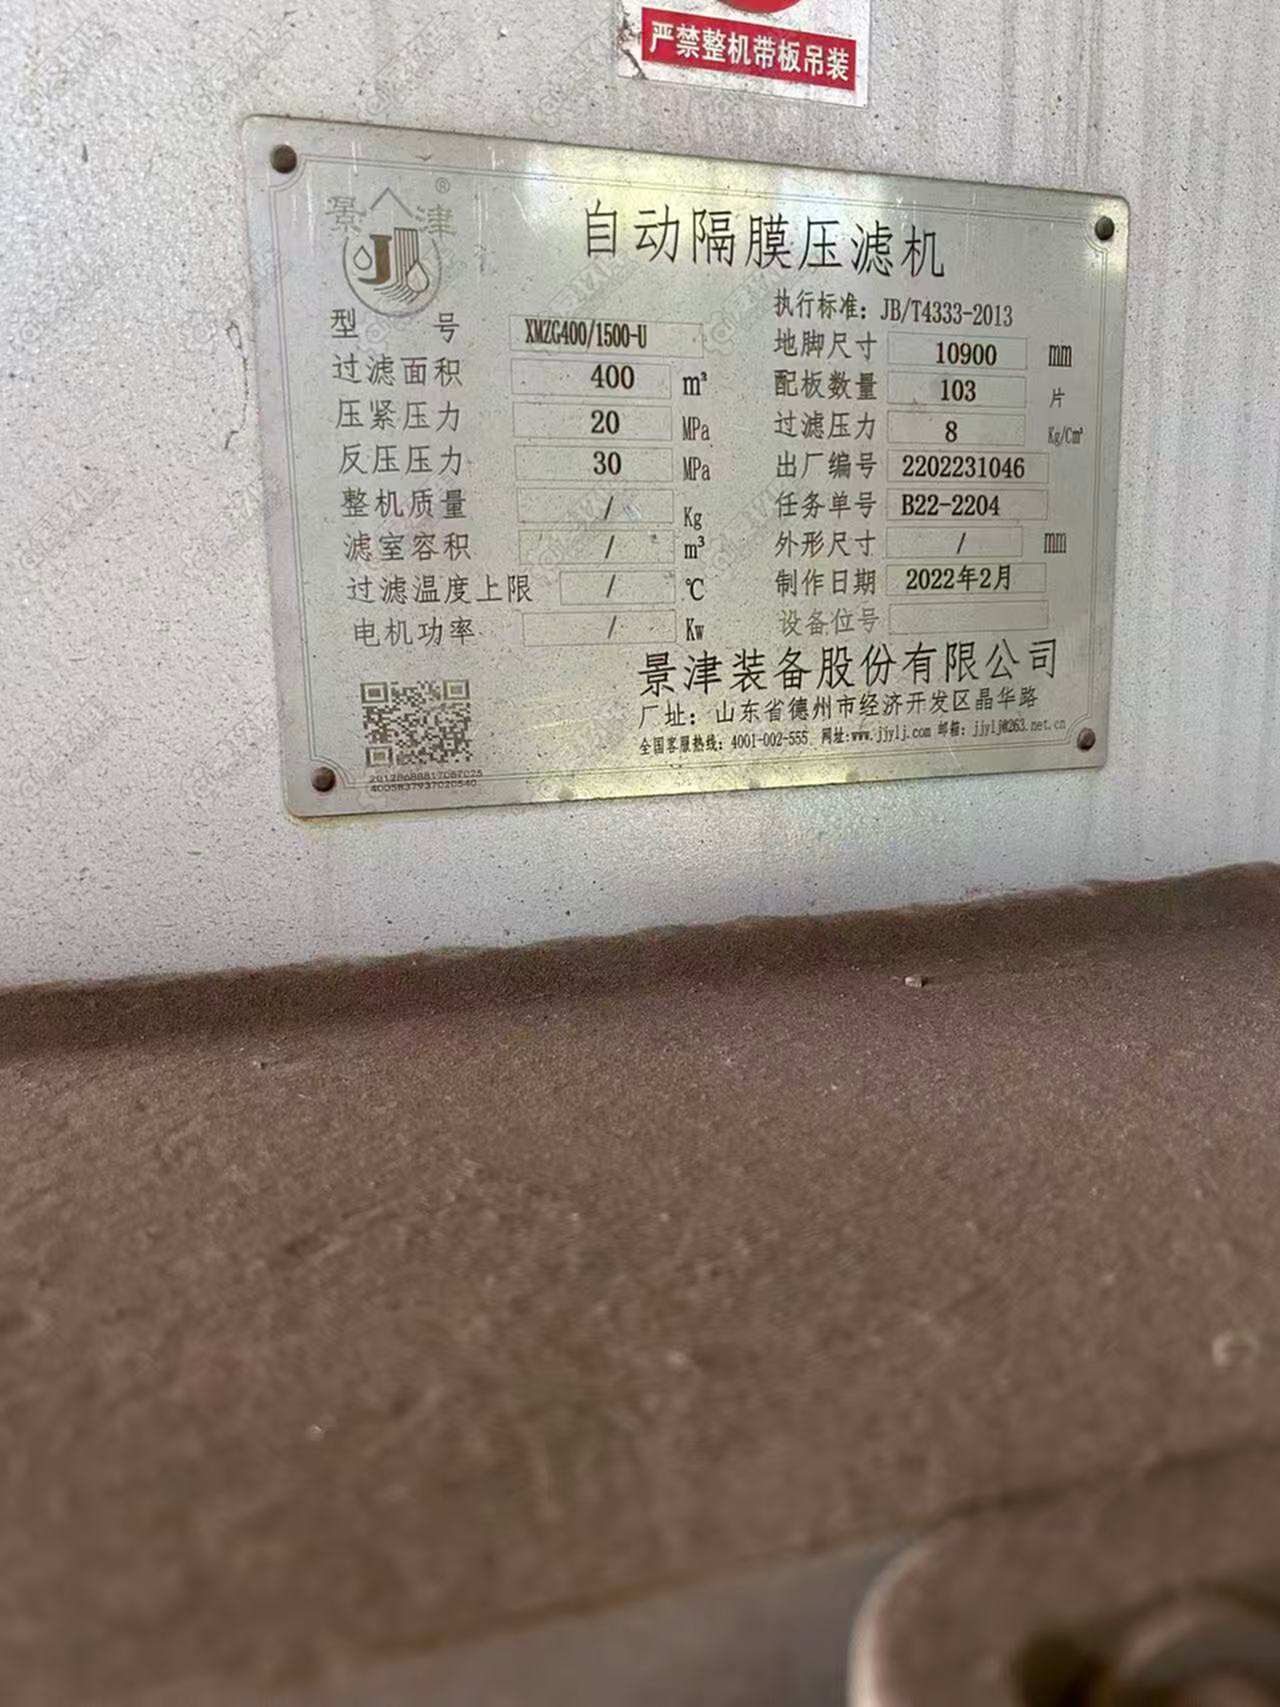 严禁整机带板吊装
景津
®
自动隔膜压滤机
执行标准：JB/T4333-2013
型号 XMZG400/1500-U
地脚尺寸 10900 mm
过滤面积 400 m³
配板数量 103 片
压紧压力 20 MPa
过滤压力 8 Kg/Cm²
反压压力 30 MPa
出厂编号 2202231046
整机质量 / Kg
任务单号 B22-2204
滤室容积 / m³
外形尺寸 / mm
过滤温度上限 / ℃
制作日期 2022年2月
电机功率 / Kw
设备位号
景津装备股份有限公司
厂址：山东省德州市经济开发区晶华路
全国客服热线：4001-002-555 网址:www.jjylj.com 邮箱：jjylj@263.net.cn
4005837937020540